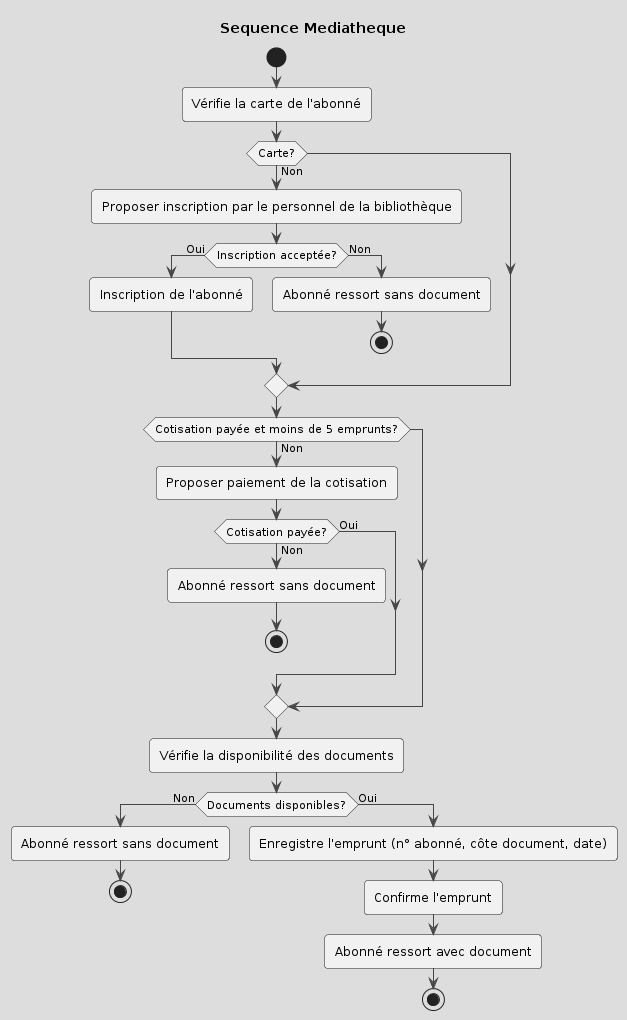 Sequence Mediatheque
Vérifie la carte de l'abonné
Carte?
Non
Proposer inscription par le personnel de la bibliothèque
Oui
Inscription acceptée?
Non
Inscription de l'abonné
Abonné ressort sans document
Cotisation payée et moins de 5 emprunts?
Non
Proposer paiement de la cotisation
Cotisation payée?
Oui
Non
Abonné ressort sans document
Vérifie la disponibilité des documents
Non
Documents disponibles?
Oui
Abonné ressort sans document
Enregistre l'emprunt (n° abonné, côte document, date)
Confirme l'emprunt
Abonné ressort avec document